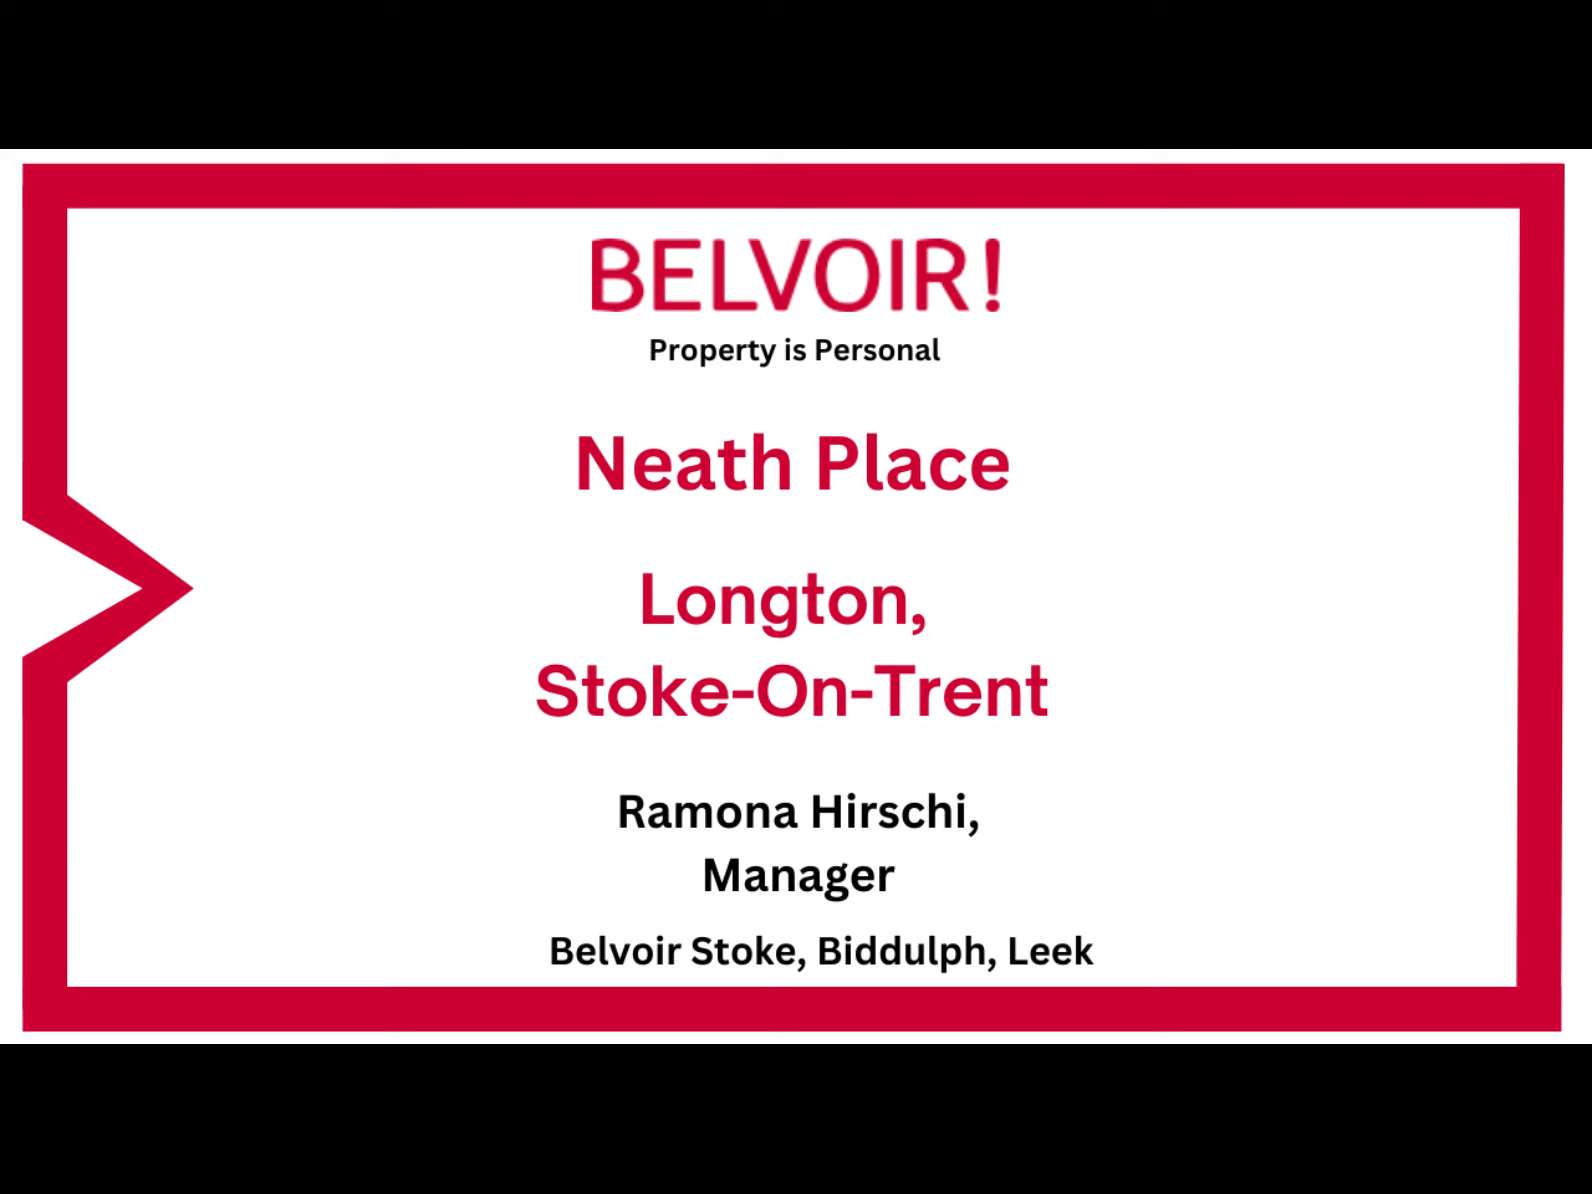 BELVOIR!
Property is Personal
Neath Place
Longton,
Stoke-On-Trent
Ramona Hirschi,
Manager
Belvoir Stoke, Biddulph, Leek